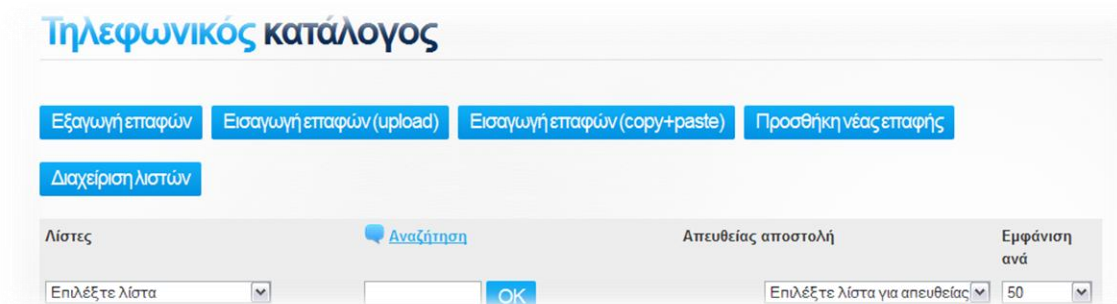 Τηλεφωνικός κατάλογος
Εξαγωγή επαφών Εισαγωγή επαφών (upload) Εισαγωγή επαφών (copy+paste) Προσθήκη νέας επαφής
Διαχείριση λιστών
Λίστες Αναζήτηση Απευθείας αποστολή Εμφάνιση
ανά
Επιλέξτε λίστα OK Επιλέξτε λίστα για απευθείας 50